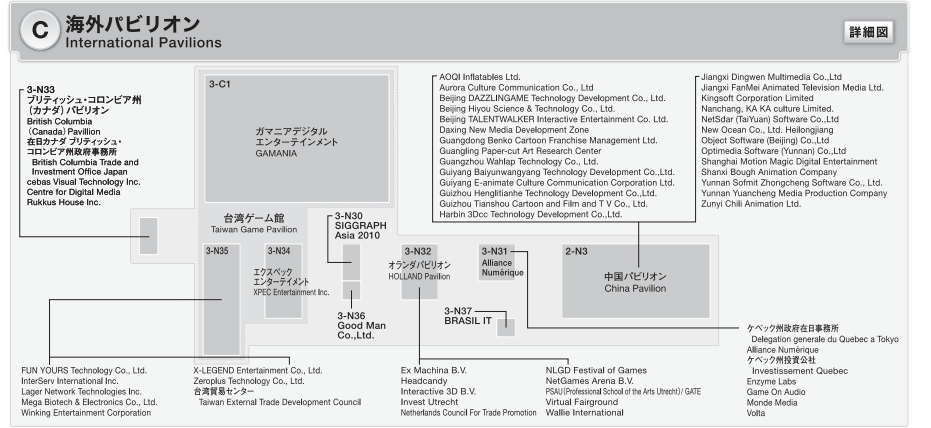 C
海外パビリオン
International Pavilions
詳細図
3-N33
ブリティッシュ・コロンビア州
(カナダ) パビリオン
British Columbia
(Canada) Pavillion
在日カナダ ブリティッシュ・
コロンビア州政府事務所
British Columbia Trade and
Investment Office Japan
cebas Visual Technology Inc.
Centre for Digital Media
Rukkus House Inc.
3-C1
ガマニアデジタル
エンターテインメント
GAMANIA
台湾ゲーム館
Taiwan Game Pavilion
3-N35
3-N34
エクスペック
エンターテイメント
XPEC Entertainment Inc.
3-N30
SIGGRAPH
Asia 2010
3-N36
Good Man
Co.,Ltd.
3-N32
オランダパビリオン
HOLLAND Pavilion
3-N31
Alliance
Numérique
3-N37
BRASIL IT
2-N3
中国パビリオン
China Pavilion
AOQI Inflatables Ltd.
Aurora Culture Communication Co., Ltd
Beijing DAZZLINGAME Technology Development Co., Ltd.
Beijing Hiyou Science & Technology Co., Ltd.
Beijing TALENTWALKER Interactive Entertainment Co. Ltd.
Daxing New Media Development Zone
Guangdong Benko Cartoon Franchise Management Ltd.
Guangling Paper-cut Art Research Center
Guangzhou Wahlap Technology Co., Ltd.
Guiyang Baiyunwangyang Technology Development Co.,Ltd.
Guiyang E-animate Culture Communication Corporation Ltd.
Guizhou Henglitianhe Technology Development Co,.Ltd.
Guizhou Tianshou Cartoon and Film and T V Co., Ltd.
Harbin 3Dcc Technology Development Co.,Ltd.
Jiangxi Dingwen Multimedia Co.,Ltd
Jiangxi FanMei Animated Television Media Ltd.
Kingsoft Corporation Limited
Nanchang, KA KA culture Limited.
NetSdar (TaiYuan) Software Co.,Ltd
New Ocean Co., Ltd. Heilongjiang
Object Software (Beijing) Co.,Ltd
Optimedia Software (Yunnan) Co.,Ltd
Shanghai Motion Magic Digital Entertainment
Shanxi Bough Animation Company
Yunnan Sofmit Zhongcheng Software Co., Ltd.
Yunnan Yuancheng Media Production Company
Zunyi Chili Animation Ltd.
FUN YOURS Technology Co., Ltd.
InterServ International Inc.
Lager Network Technologies Inc.
Mega Biotech & Electronics Co., Ltd.
Winking Entertainment Corporation
X-LEGEND Entertainment Co., Ltd.
Zeroplus Technology Co., Ltd.
台湾貿易センター
Taiwan External Trade Development Council
Ex Machina B.V.
Headcandy
Interactive 3D B.V.
Invest Utrecht
Netherlands Council For Trade Promotion
NLGD Festival of Games
NetGames Arena B.V.
PSAU(Professional School of the Arts Utrecht)/ GATE
Virtual Fairground
Wallie International
ケベック州政府在日事務所
Delegation generale du Quebec a Tokyo
Alliance Numérique
ケベック州投資公社
Investissement Quebec
Enzyme Labs
Game On Audio
Monde Media
Volta